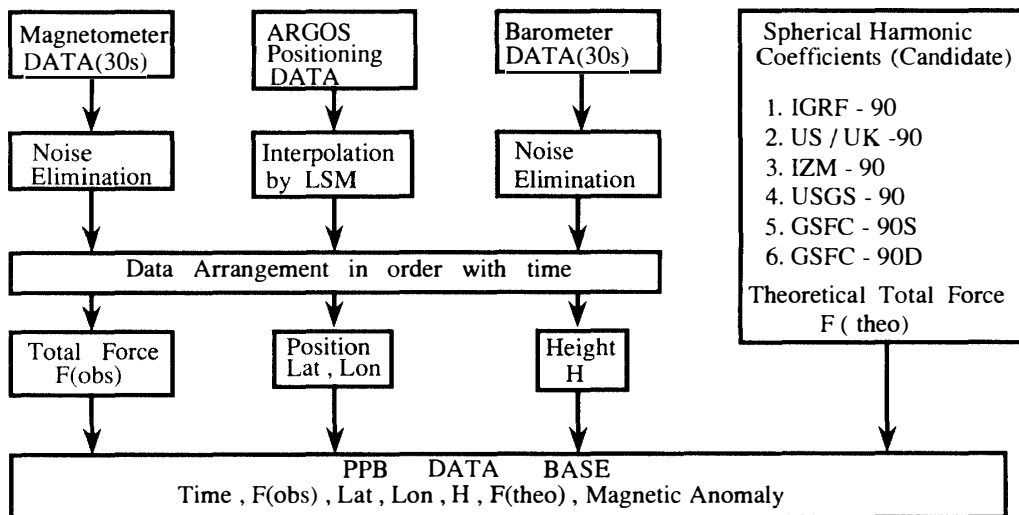 Magnetometer
DATA(30s)
ARGOS
Positioning
DATA
Barometer
DATA(30s)
Spherical Harmonic
Coefficients (Candidate)
1. IGRF - 90
2. US / UK -90
3. IZM - 90
4. USGS - 90
5. GSFC - 90S
6. GSFC - 90D
Theoretical Total Force
F ( theo)
Noise
Elimination
Interpolation
by LSM
Noise
Elimination
Data Arrangement in order with time
Total Force
F(obs)
Position
Lat , Lon
Height
H
PPB DATA BASE
Time , F(obs) , Lat , Lon , H , F(theo) , Magnetic Anomaly